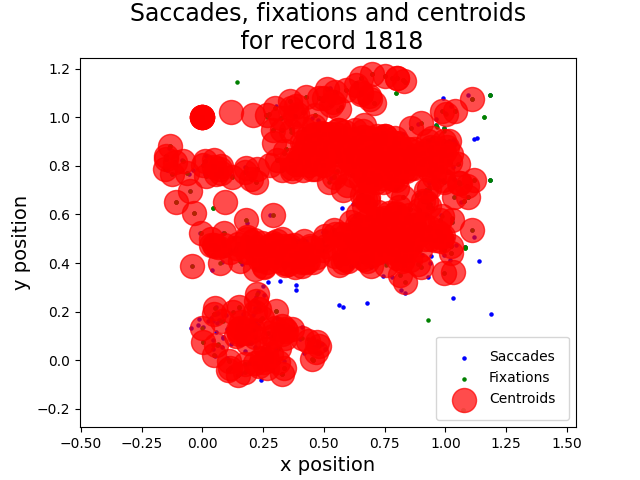 Saccades, fixations and centroids
for record 1818
y position
1.2
1.0
0.8
0.6
0.4
0.2
0.0
−0.2
−0.50
−0.25
0.00
0.25
0.50
0.75
1.00
1.25
1.50
x position
Saccades
Fixations
Centroids